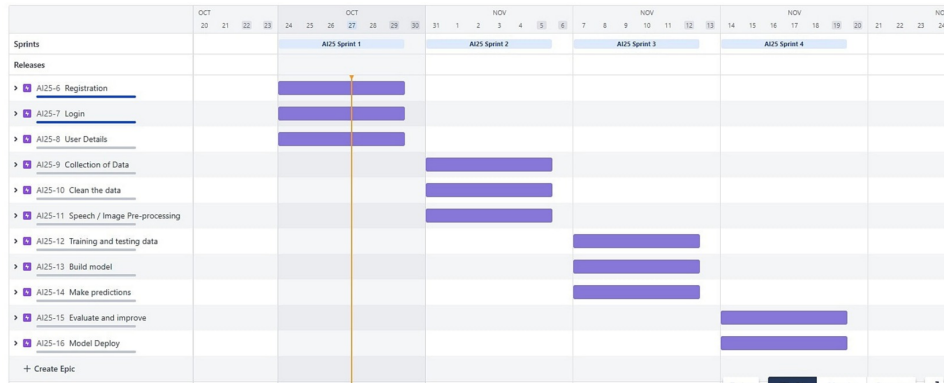 OCT OCT NOV NOV NOV NO
20 21 22 23 24 25 26 27 28 29 30 31 1 2 3 4 5 6 7 8 9 10 11 12 13 14 15 16 17 18 19 20 21 22 23 24
Sprints AI25 Sprint 1 AI25 Sprint 2 AI25 Sprint 3 AI25 Sprint 4
Releases
AI25-6 Registration
AI25-7 Login
AI25-8 User Details
AI25-9 Collection of Data
AI25-10 Clean the data
AI25-11 Speech / Image Pre-processing
AI25-12 Training and testing data
AI25-13 Build model
AI25-14 Make predictions
AI25-15 Evaluate and improve
AI25-16 Model Deploy
+ Create Epic